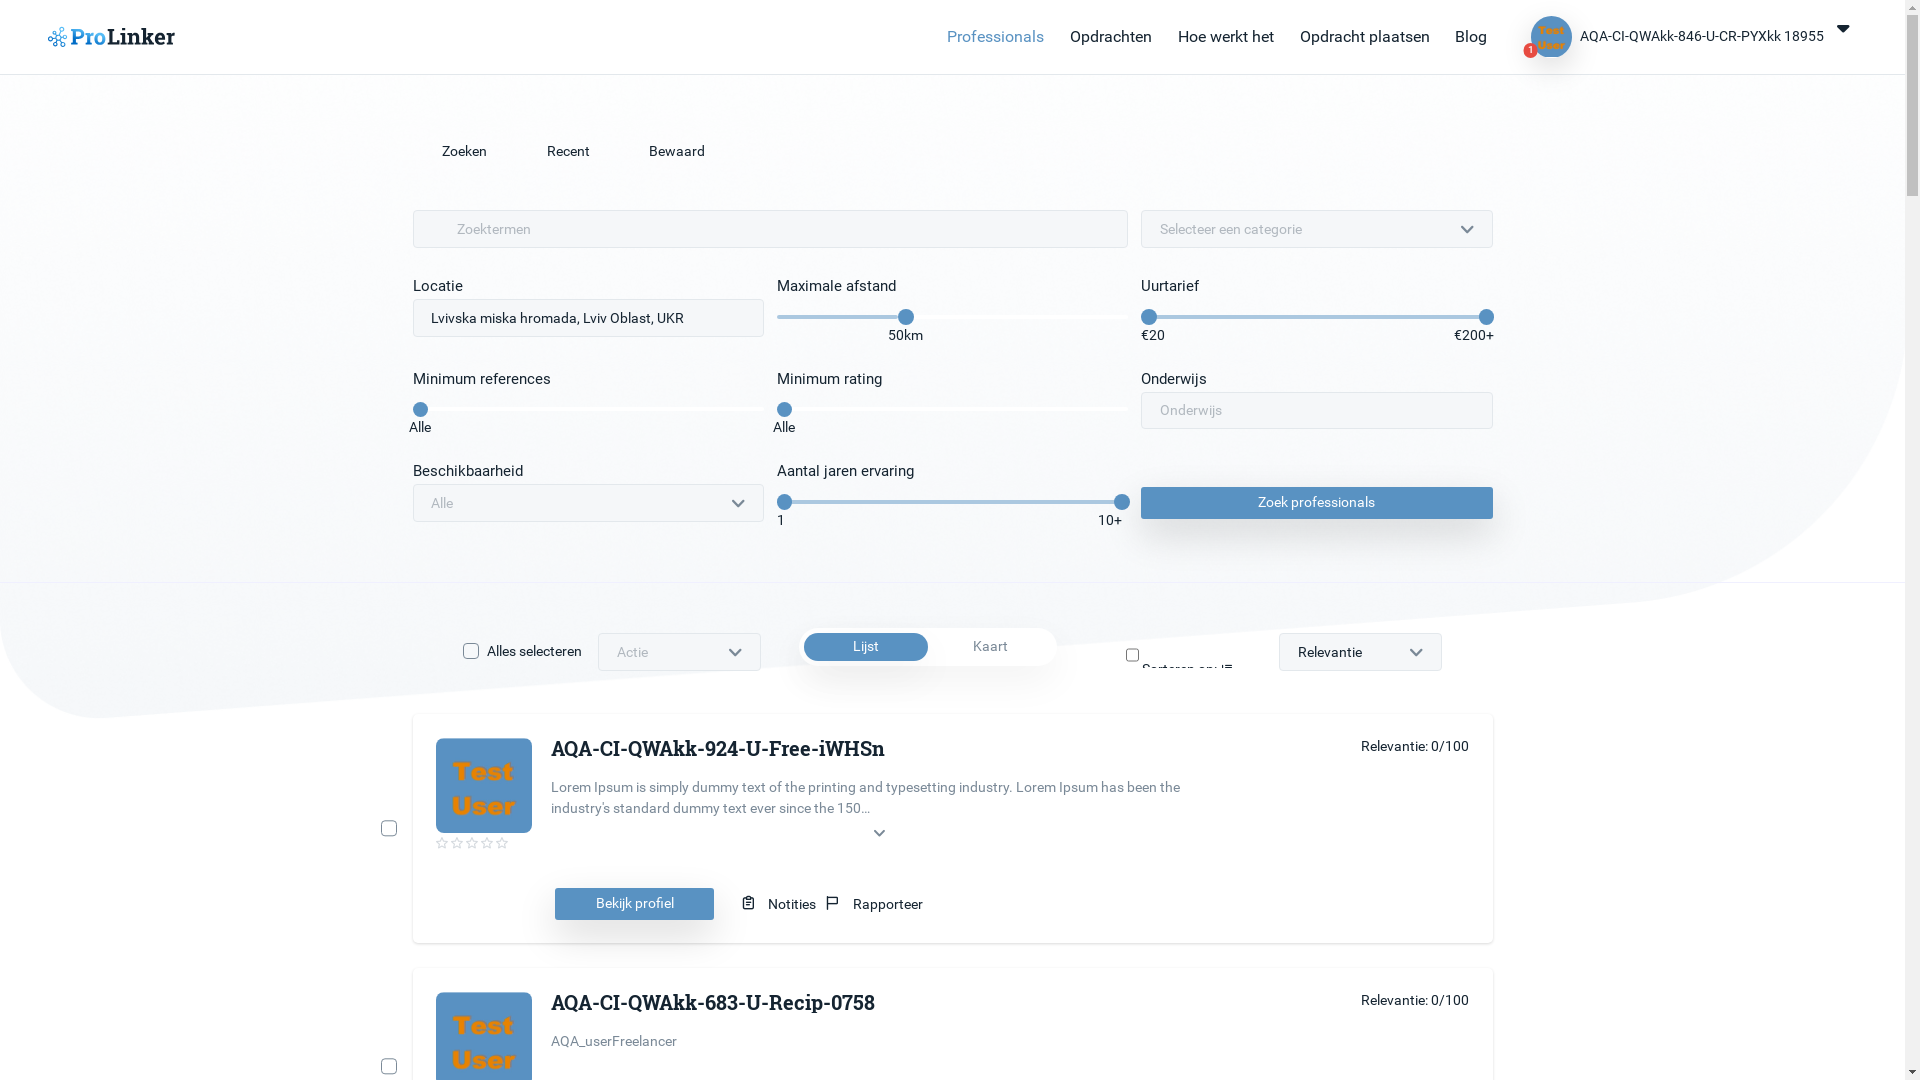 ProLinker
Professionals
Opdrachten
Hoe werkt het
Opdracht plaatsen
Blog
Test
User
1
AQA-CI-QWAkk-846-U-CR-PYXkk 18955
Zoeken
Recent
Bewaard
Zoektermen
Selecteer een categorie
Locatie
Maximale afstand
Uurtarief
Lvivska miska hromada, Lviv Oblast, UKR
50km
€20
€200+
Minimum references
Minimum rating
Onderwijs
Onderwijs
Alle
Alle
Beschikbaarheid
Aantal jaren ervaring
Alle
Zoek professionals
1
10+
Alles selecteren
Actie
Lijst
Kaart
Relevantie
Test
User
AQA-CI-QWAkk-924-U-Free-iWHSn
Relevantie: 0/100
Lorem Ipsum is simply dummy text of the printing and typesetting industry. Lorem Ipsum has been the
industry's standard dummy text ever since the 150...
Bekijk profiel
Notities
Rapporteer
Test
User
AQA-CI-QWAkk-683-U-Recip-0758
Relevantie: 0/100
AQA_userFreelancer